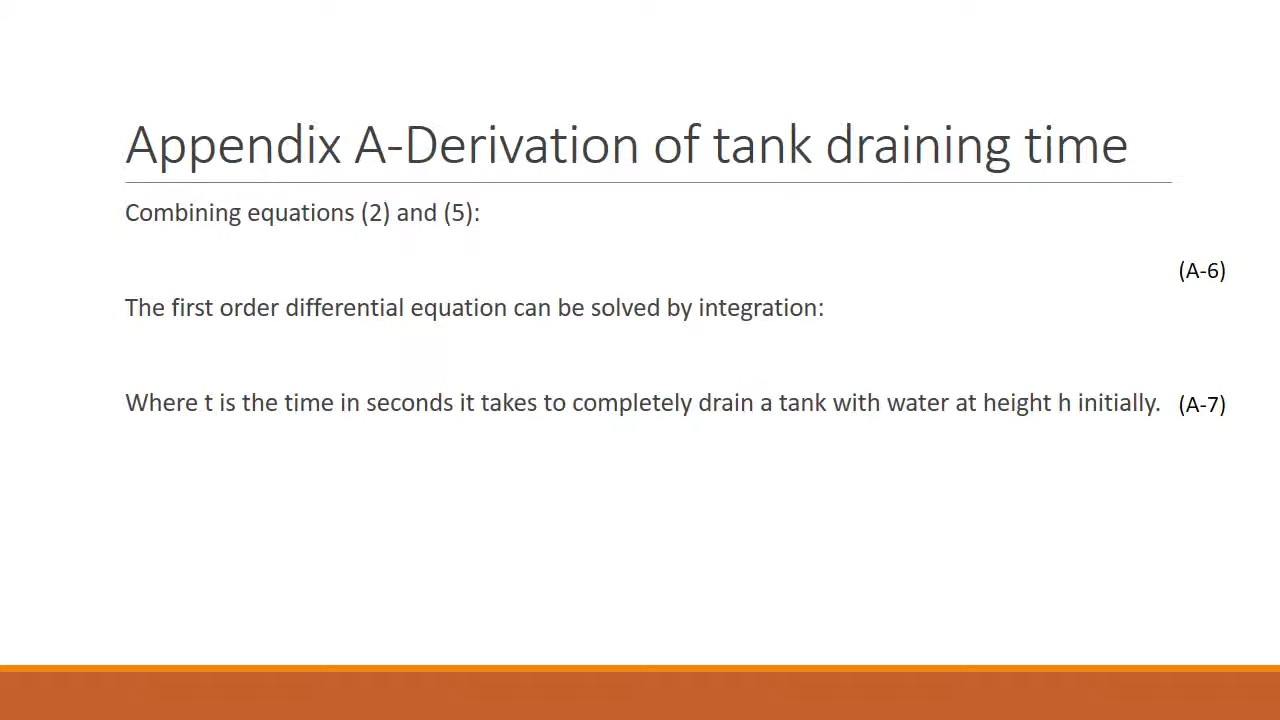 Appendix A-Derivation of tank draining time
Combining equations (2) and (5):
(A-6)
The first order differential equation can be solved by integration:
Where t is the time in seconds it takes to completely drain a tank with water at height h initially. (A-7)